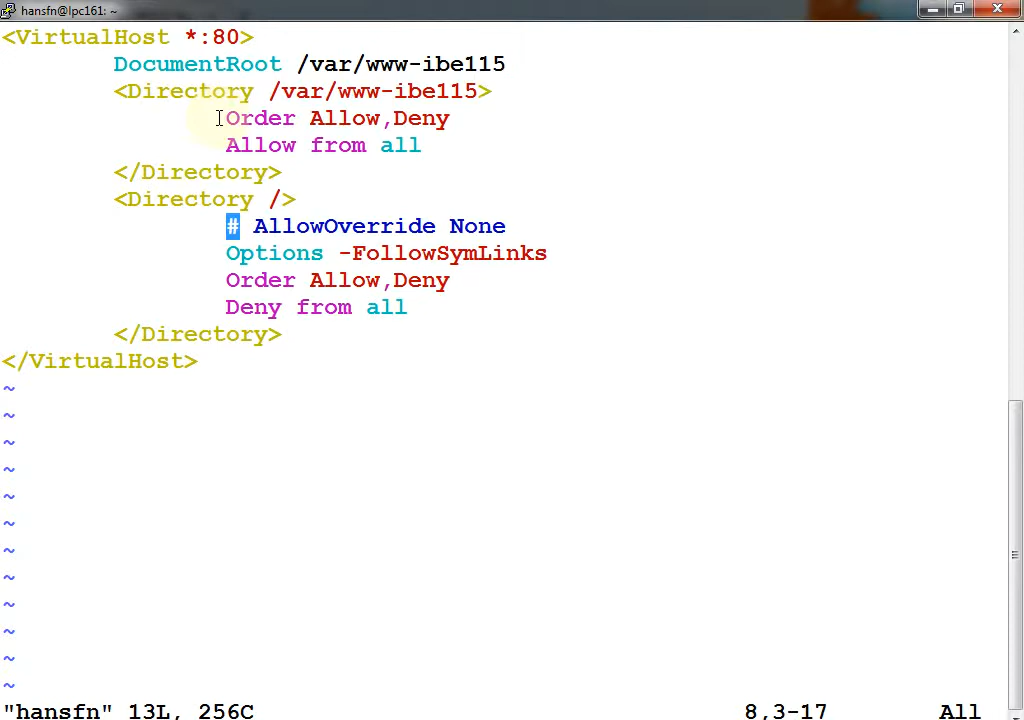 hansfn@lpc161: ~
<VirtualHost *:80>
DocumentRoot /var/www-ibe115
<Directory /var/www-ibe115>
Order Allow,Deny
Allow from all
</Directory>
<Directory />
# AllowOverride None
Options -FollowSymLinks
Order Allow,Deny
Deny from all
</Directory>
</VirtualHost>
~
~
~
~
~
~
~
~
~
~
~
~
"hansfn" 13L, 256C 8,3-17 All